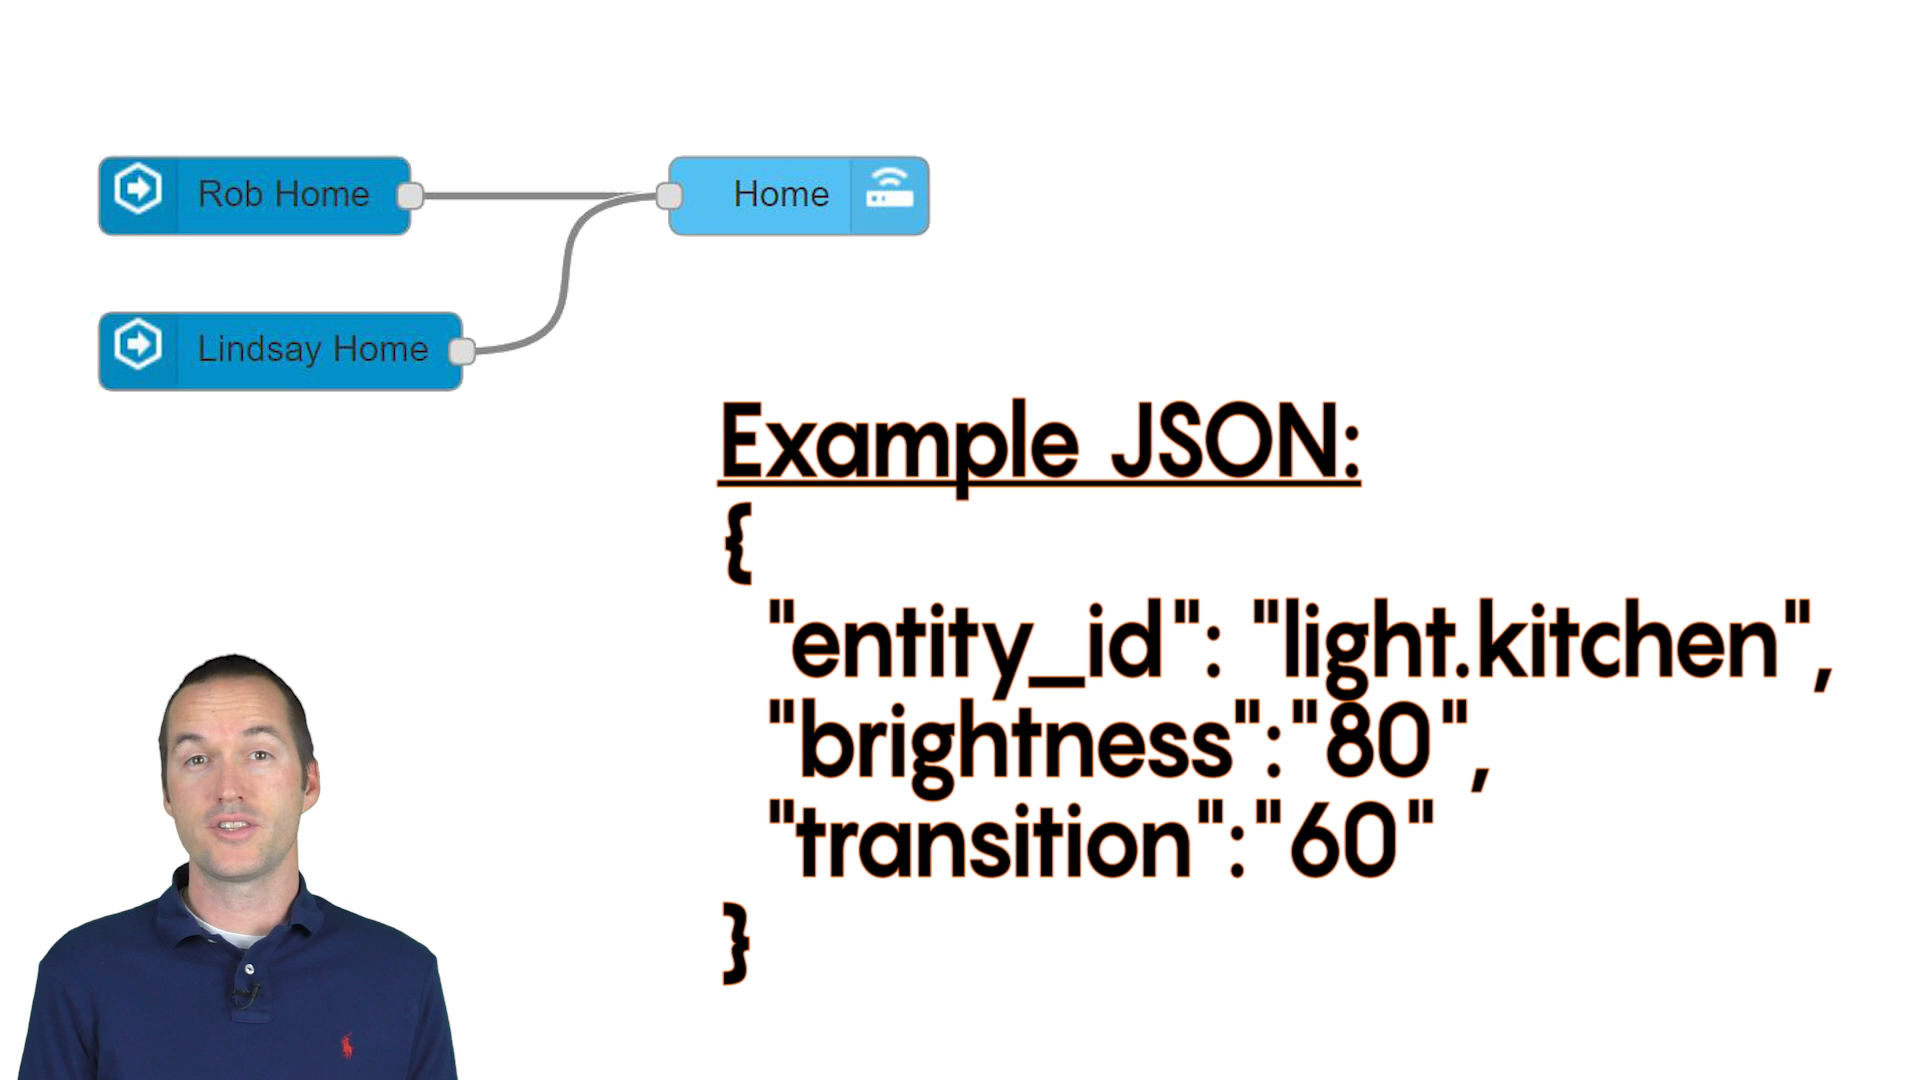 Rob Home
Home
Lindsay Home
Example JSON:
{
"entity_id": "light.kitchen",
"brightness":"80",
"transition":"60"
}